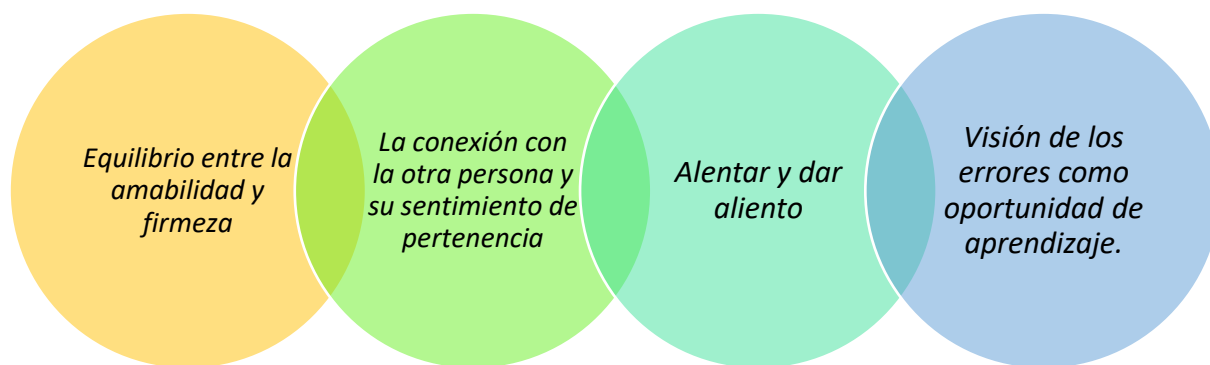 Equilibrio entre la
amabilidad y
firmeza
La conexión con
la otra persona y
su sentimiento de
pertenencia
Alentar y dar
aliento
Visión de los
errores como
oportunidad de
aprendizaje.